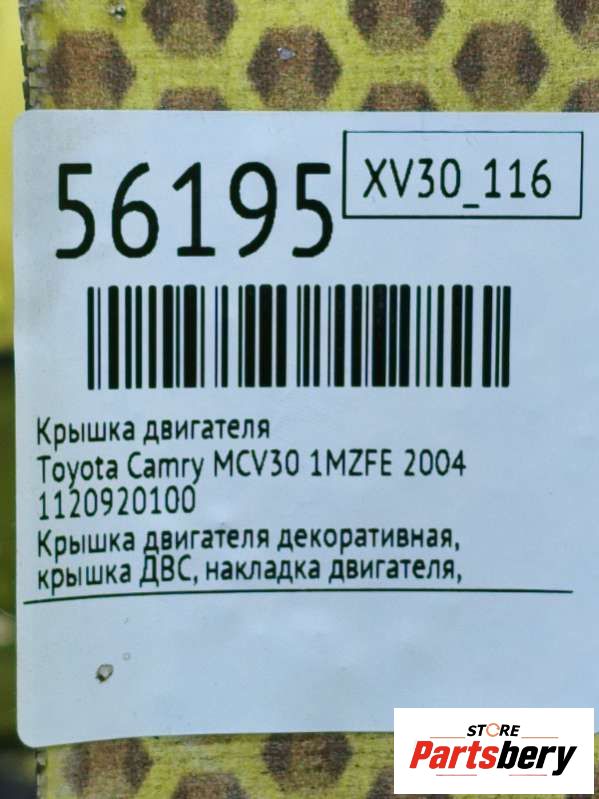 56195
XV30_116
Крышка двигателя
Toyota Camry MCV30 1MZFE 2004
1120920100
Крышка двигателя декоративная,
крышка ДВС, накладка двигателя,
STORE
Partsbery